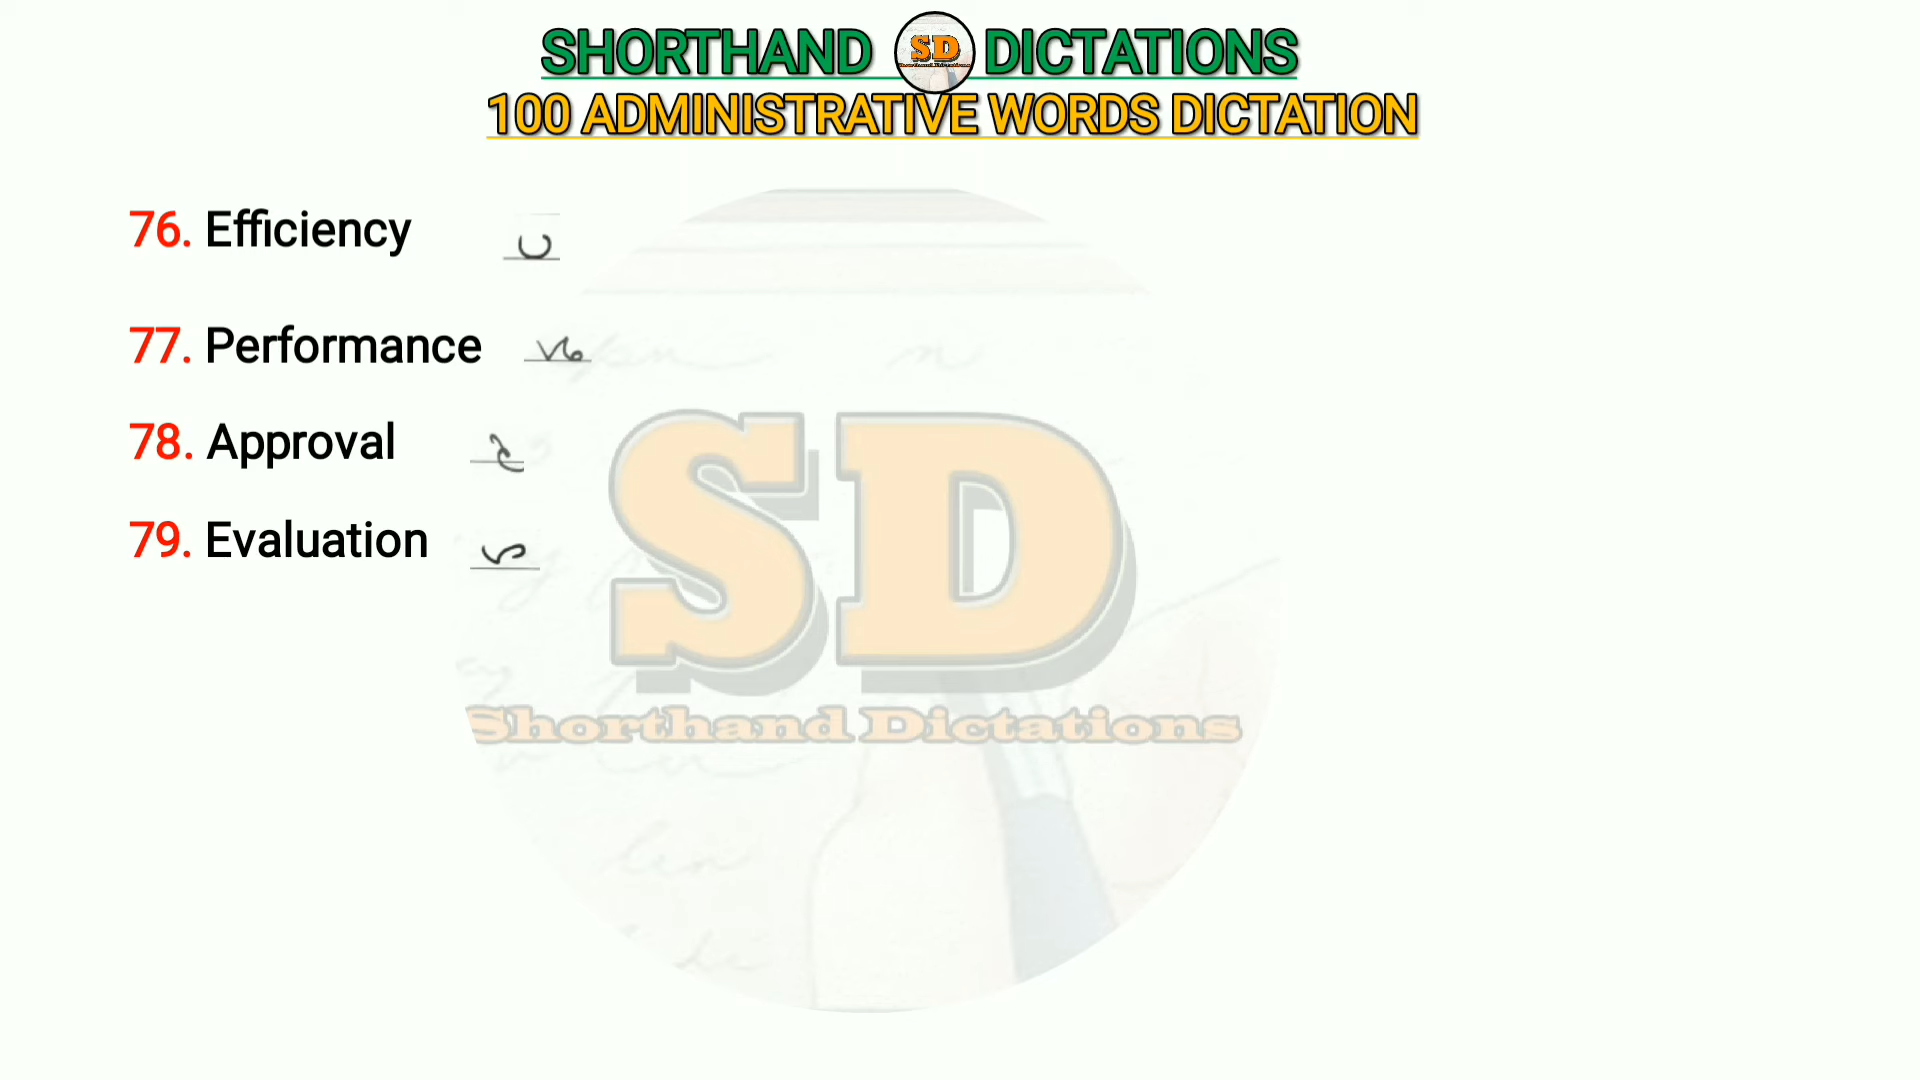 SHORTHAND SD DICTATIONS
100 ADMINISTRATIVE WORDS DICTATION
76. Efficiency
77. Performance
78. Approval
79. Evaluation
SD
Shorthand Dictations